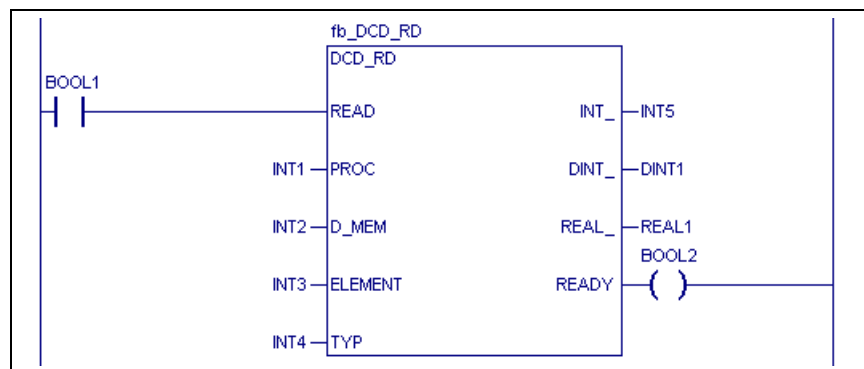 fb_DCD_RD
DCD_RD
BOOL1
READ INT_ INT5
INT1 PROC DINT_ DINT1
INT2 D_MEM REAL_ REAL1
BOOL2
INT3 ELEMENT READY
INT4 TYP